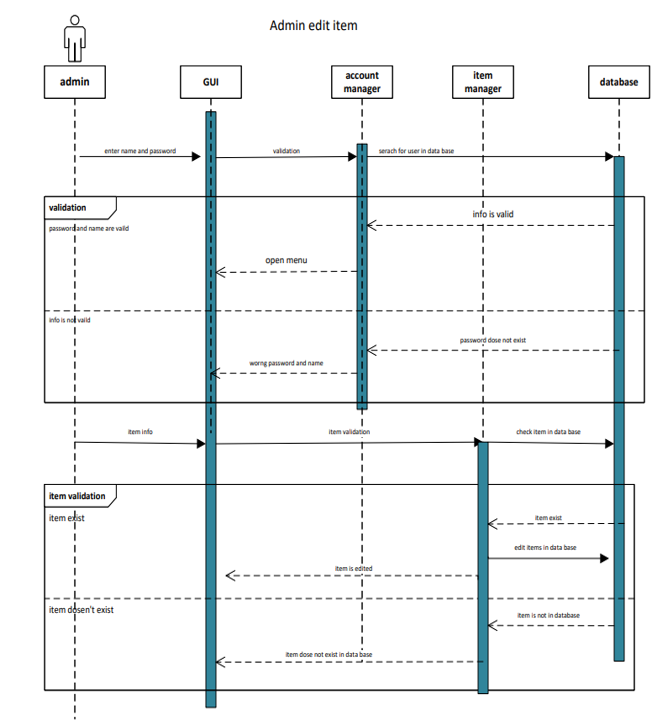 Admin edit item
admin
GUI
account
manager
item
manager
database
enter name and password
validation
serach for user in data base
validation
password and name are vaild
info is valid
open menu
info is not vaild
password dose not exist
worng password and name
Item info
item validation
check item in data base
item validation
item exist
item exist
edit items in data base
item is edited
item dosen't exist
item is not in database
item dose not exist in data base